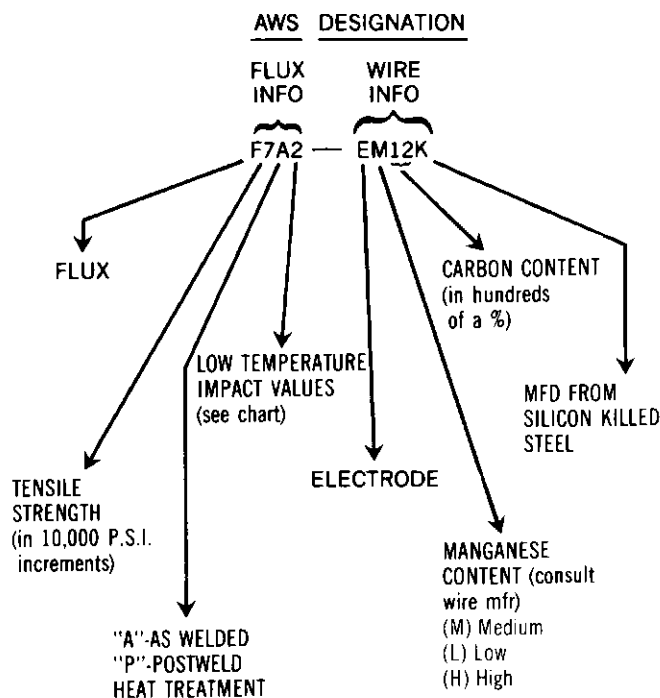 AWS DESIGNATION
FLUX
INFO
WIRE
INFO
F7A2 — EM12K
FLUX
TENSILE
STRENGTH
(in 10,000 P.S.I.
increments)
"A"-AS WELDED
"P"-POSTWELD
HEAT TREATMENT
LOW TEMPERATURE
IMPACT VALUES
(see chart)
ELECTRODE
MANGANESE
CONTENT (consult
wire mfr)
(M) Medium
(L) Low
(H) High
CARBON CONTENT
(in hundreds
of a %)
MFD FROM
SILICON KILLED
STEEL